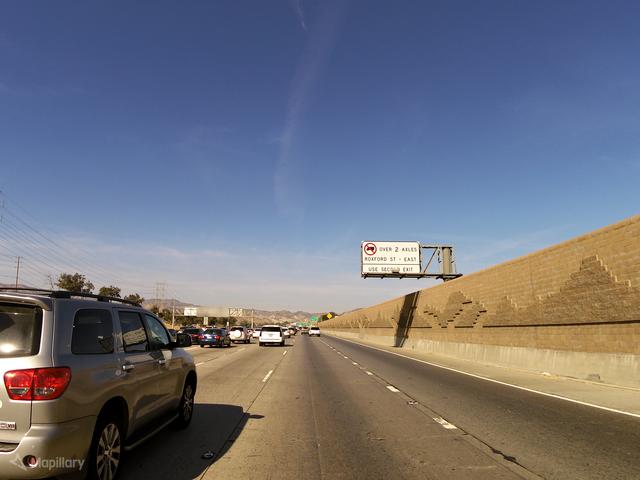 OVER 2 AXLES
ROXFORD ST - EAST
USE SECOND EXIT
Mapillary